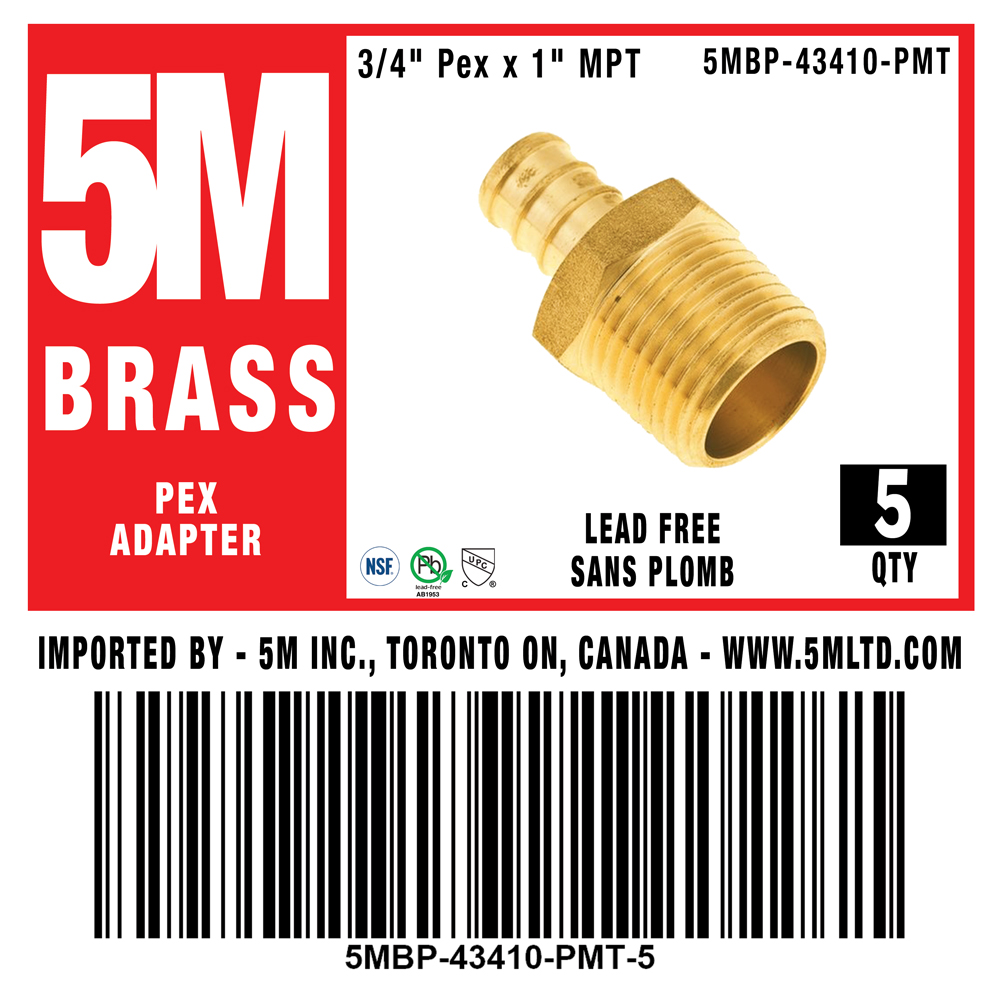 5M
BRASS
PEX
ADAPTER
3/4" Pex x 1" MPT
5MBP-43410-PMT
LEAD FREE
SANS PLOMB
5
QTY
NSF.
Pb
lead-free
AB1953
UPC
C ®
IMPORTED BY - 5M INC., TORONTO ON, CANADA - WWW.5MLTD.COM
5MBP-43410-PMT-5